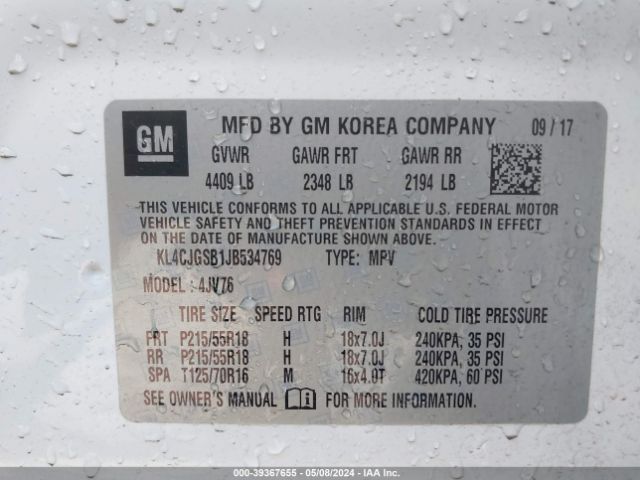 GM
MFD BY GM KOREA COMPANY 09 / 17
GVWR GAWR FRT GAWR RR
4409 LB 2348 LB 2194 LB
THIS VEHICLE CONFORMS TO ALL APPLICABLE U.S. FEDERAL MOTOR
VEHICLE SAFETY AND THEFT PREVENTION STANDARDS IN EFFECT ON
THE DATE OF MANUFACTURE SHOWN ABOVE.
KL4CJGSB1JB534769 TYPE: MPV
MODEL : 4JV76
TIRE SIZE SPEED RTG RIM COLD TIRE PRESSURE
FRT P215/55R18 H 18x7.0J 240KPA, 35 PSI
RR P215/55R18 H 18x7.0J 240KPA, 35 PSI
SPA T125/70R16 M 16x4.0T 420KPA, 60 PSI
SEE OWNER'S MANUAL FOR MORE INFORMATION.
000-39367655 - 05/08/2024 - IAA Inc.